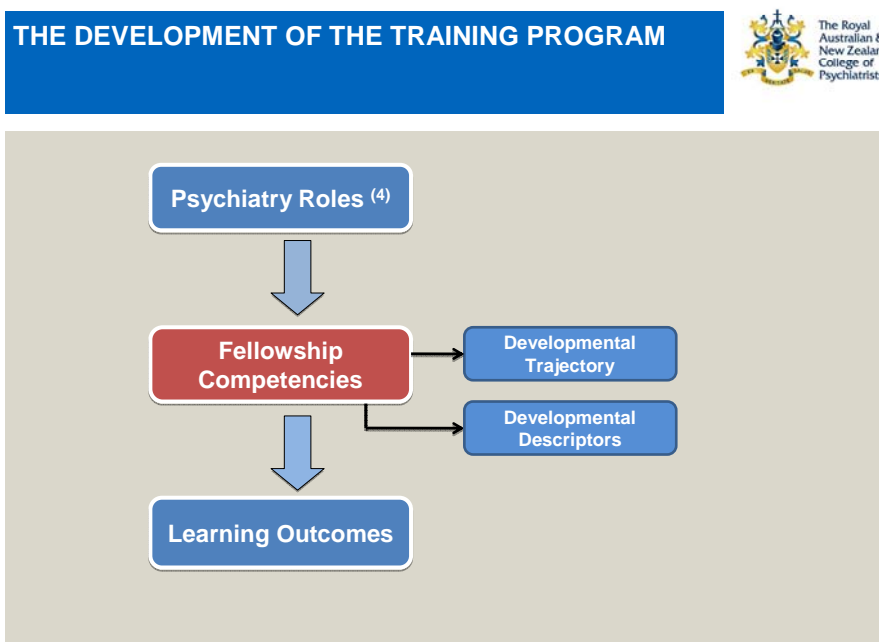 THE DEVELOPMENT OF THE TRAINING PROGRAM
The Royal
Australian &
New Zealan
College of
Psychiatrist
Psychiatry Roles (4)
Fellowship
Competencies
Developmental
Trajectory
Developmental
Descriptors
Learning Outcomes